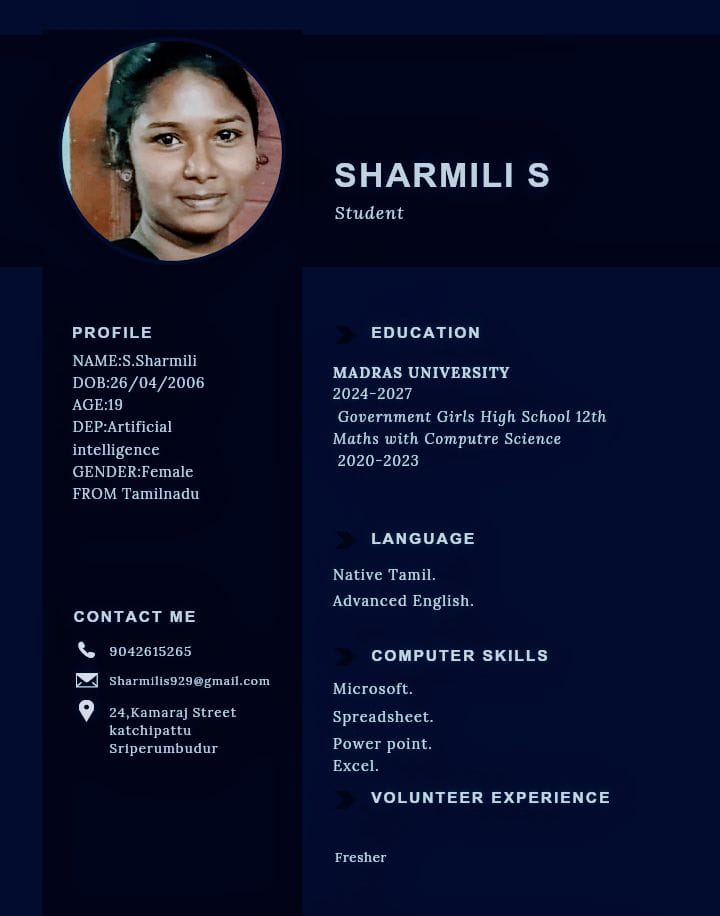 SHARMILI S
Student
PROFILE
NAME:S.Sharmili
DOB:26/04/2006
AGE:19
DEP:Artificial
intelligence
GENDER:Female
FROM Tamilnadu
CONTACT ME
9042615265
Sharmilis929@gmail.com
24,Kamaraj Street
katchipattu
Sriperumbudur
EDUCATION
MADRAS UNIVERSITY
2024-2027
Government Girls High School 12th
Maths with Computre Science
2020-2023
LANGUAGE
Native Tamil.
Advanced English.
COMPUTER SKILLS
Microsoft.
Spreadsheet.
Power point.
Excel.
VOLUNTEER EXPERIENCE
Fresher